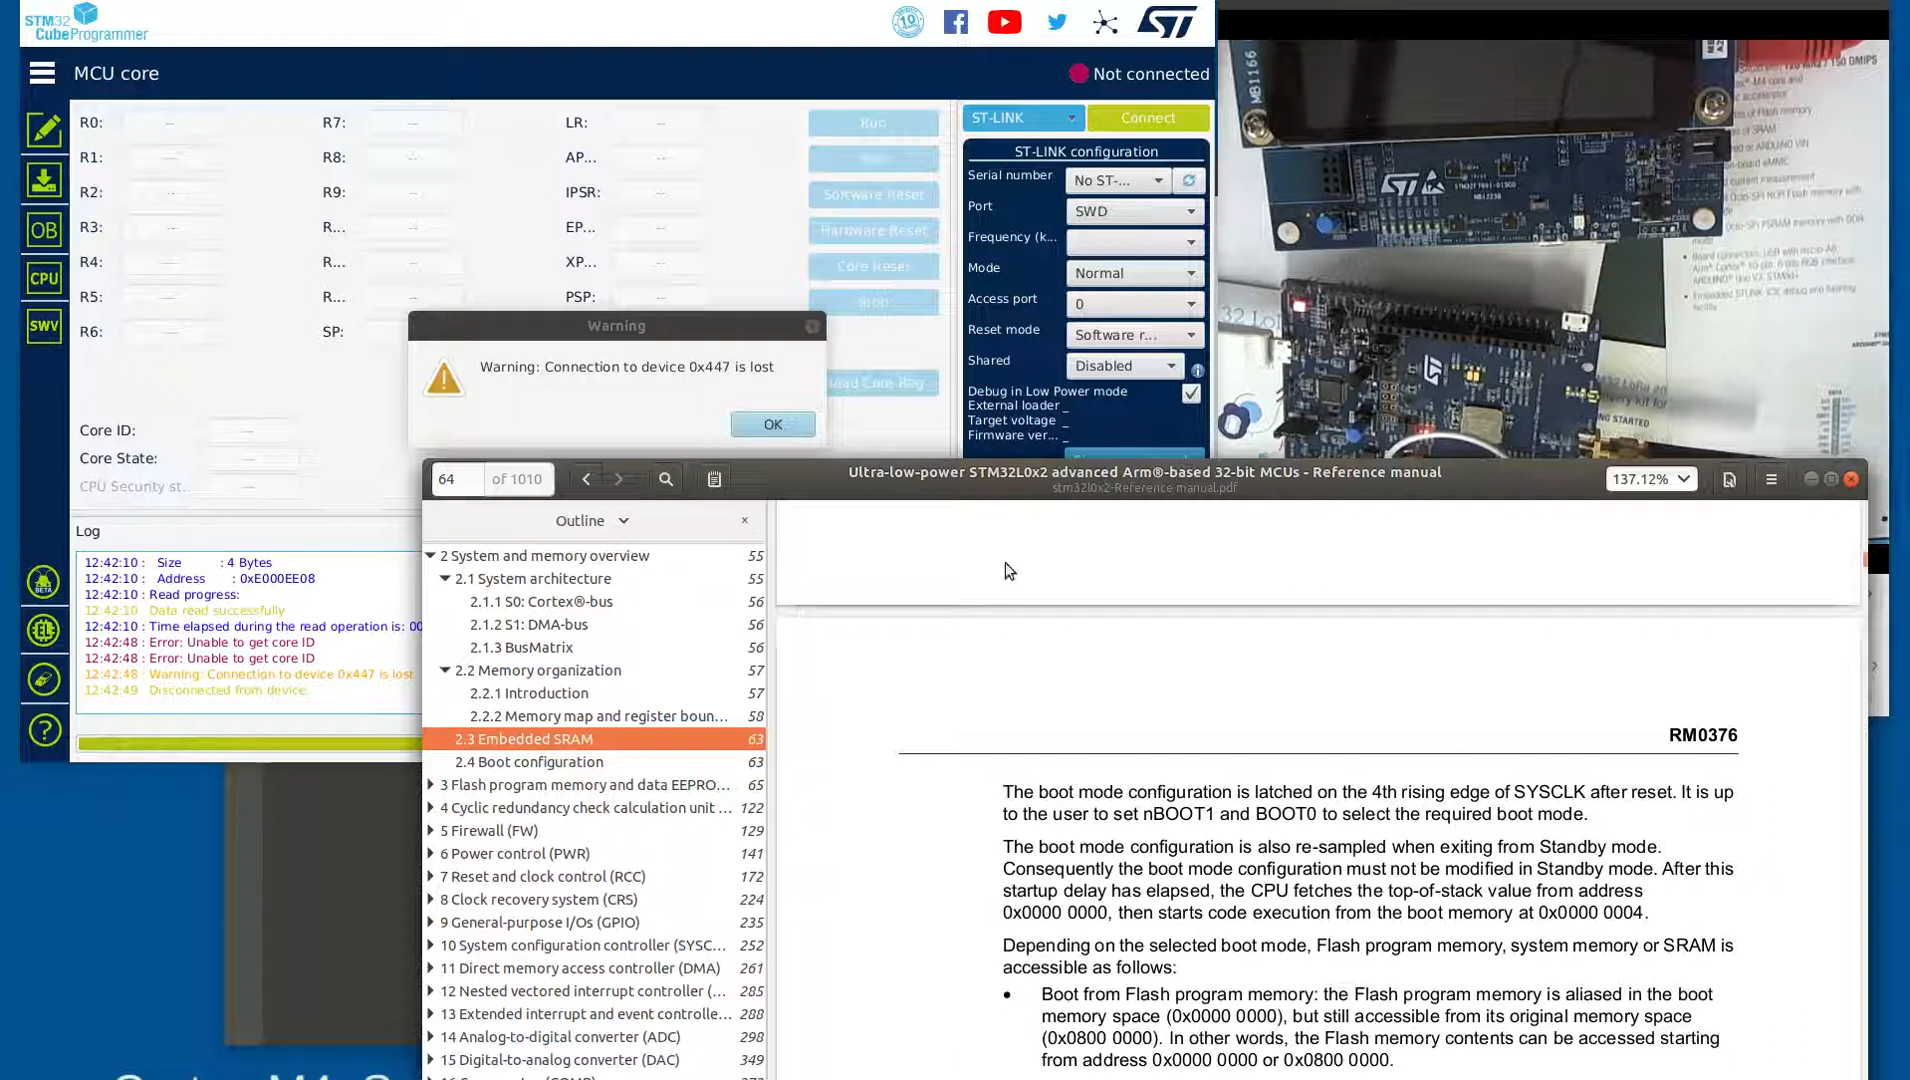 STM32
CubeProgrammer
10
MCU core
Not connected
R0:
R7:
LR:
Run
R1:
R8:
AP...
R2:
R9:
IPSR:
Software Reset
R3:
R...
EP...
Hardware Reset
R4:
R...
XP...
Core Reset
R5:
R...
PSP:
R6:
SP:
OB
CPU
SWV
BETA
?
ST-LINK
Connect
ST-LINK configuration
Serial number
No ST-...
Port
SWD
Frequency (k...
Mode
Normal
Access port
0
Reset mode
Software r...
Shared
Disabled
Debug in Low Power mode
External loader _
Target voltage _
Firmware ver... _
Warning
Warning: Connection to device 0x447 is lost
OK
Core ID:
Core State:
CPU Security st...
Log
12:42:10 : Size : 4 Bytes
12:42:10 : Address : 0xE000EE08
12:42:10 : Read progress:
12:42:10 : Data read successfully
12:42:10 : Time elapsed during the read operation is: 00
12:42:48 : Error: Unable to get core ID
12:42:48 : Error: Unable to get core ID
12:42:48 : Warning: Connection to device 0x447 is lost
12:42:49 : Disconnected from device.
MB1166
64 of 1010
Ultra-low-power STM32L0x2 advanced Arm®-based 32-bit MCUs - Reference manual
stm32l0x2-Reference manual.pdf
137.12%
Outline
2 System and memory overview 55
2.1 System architecture 55
2.1.1 S0: Cortex®-bus 56
2.1.2 S1: DMA-bus 56
2.1.3 BusMatrix 56
2.2 Memory organization 57
2.2.1 Introduction 57
2.2.2 Memory map and register boun... 58
2.3 Embedded SRAM 63
2.4 Boot configuration 63
3 Flash program memory and data EEPRO... 65
4 Cyclic redundancy check calculation unit ... 122
5 Firewall (FW) 129
6 Power control (PWR) 141
7 Reset and clock control (RCC) 172
8 Clock recovery system (CRS) 224
9 General-purpose I/Os (GPIO) 235
10 System configuration controller (SYSC... 252
11 Direct memory access controller (DMA) 261
12 Nested vectored interrupt controller (... 285
13 Extended interrupt and event controlle... 288
14 Analog-to-digital converter (ADC) 298
15 Digital-to-analog converter (DAC) 349
RM0376
The boot mode configuration is latched on the 4th rising edge of SYSCLK after reset. It is up
to the user to set nBOOT1 and BOOT0 to select the required boot mode.
The boot mode configuration is also re-sampled when exiting from Standby mode.
Consequently the boot mode configuration must not be modified in Standby mode. After this
startup delay has elapsed, the CPU fetches the top-of-stack value from address
0x0000 0000, then starts code execution from the boot memory at 0x0000 0004.
Depending on the selected boot mode, Flash program memory, system memory or SRAM is
accessible as follows:
• Boot from Flash program memory: the Flash program memory is aliased in the boot
memory space (0x0000 0000), but still accessible from its original memory space
(0x0800 0000). In other words, the Flash memory contents can be accessed starting
from address 0x0000 0000 or 0x0800 0000.